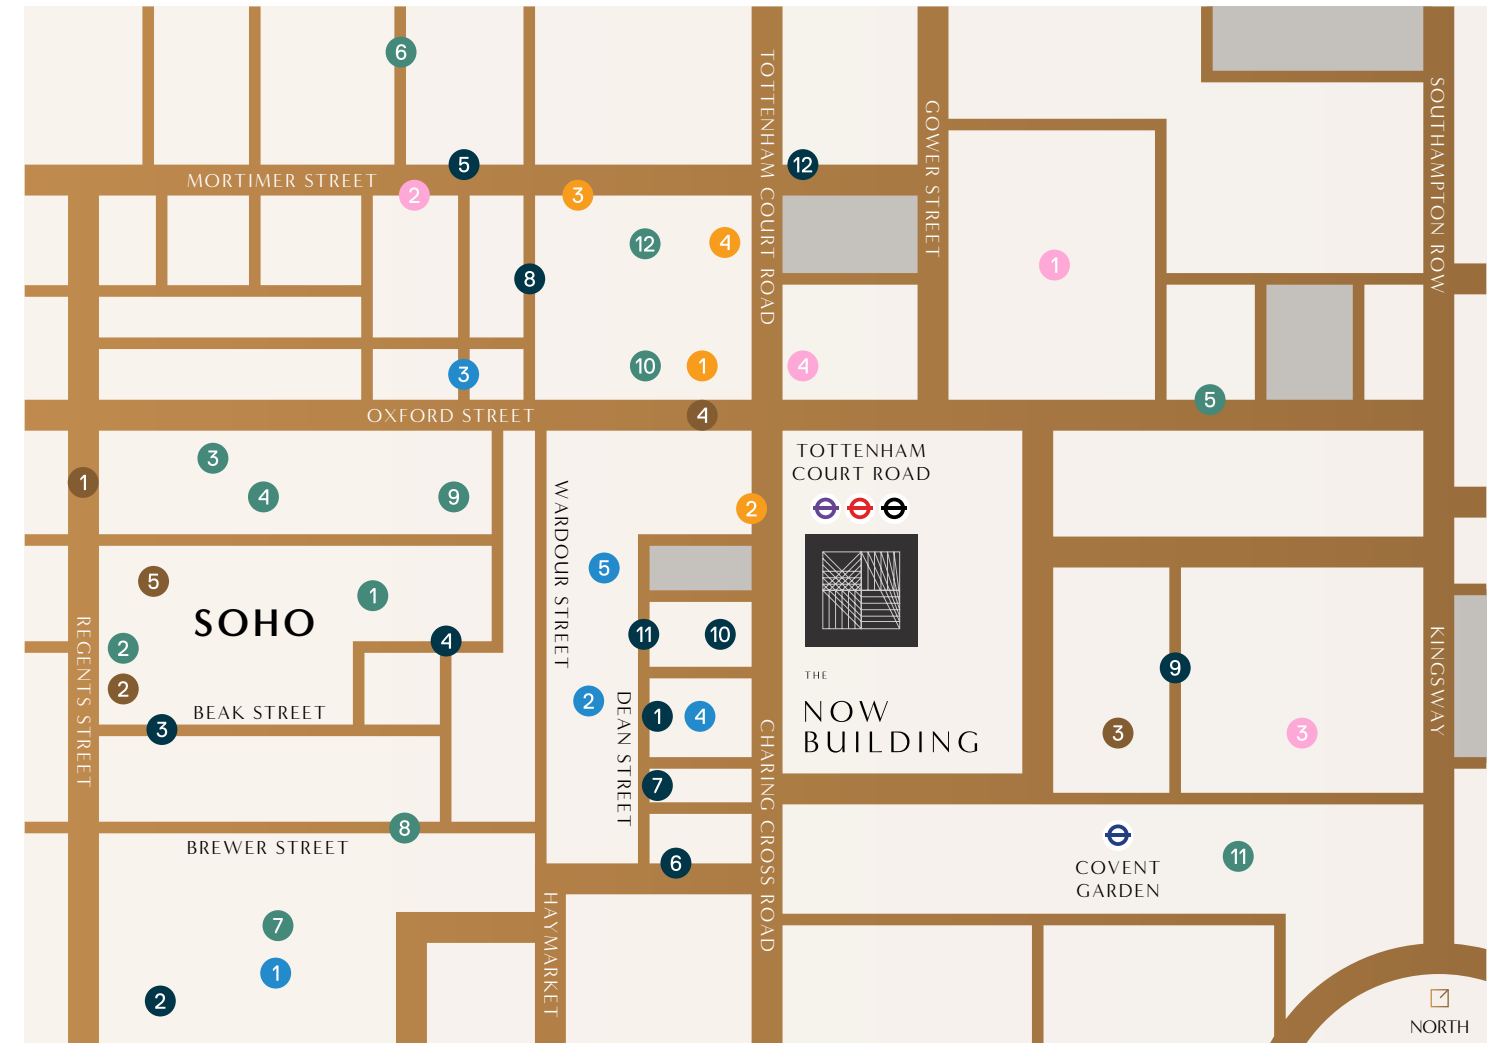 6
5
12
MORTIMER STREET
2
3
TOTTENHAM COURT ROAD
GOWER STREET
SOUTHAMPTON ROW
12
4
1
8
10
1
4
3
5
OXFORD STREET
4
3
4
9
1
TOTTENHAM
COURT ROAD
2
WARDOUR STREET
5
5
1
SOHO
11
10
4
2
2
REGENTS STREET
9
KINGSWAY
THE
NOW
BUILDING
BEAK STREET
3
2
DEAN STREET
1
4
3
3
CHARING CROSS ROAD
7
8
BREWER STREET
6
COVENT
GARDEN
11
HAYMARKET
7
1
2
NORTH